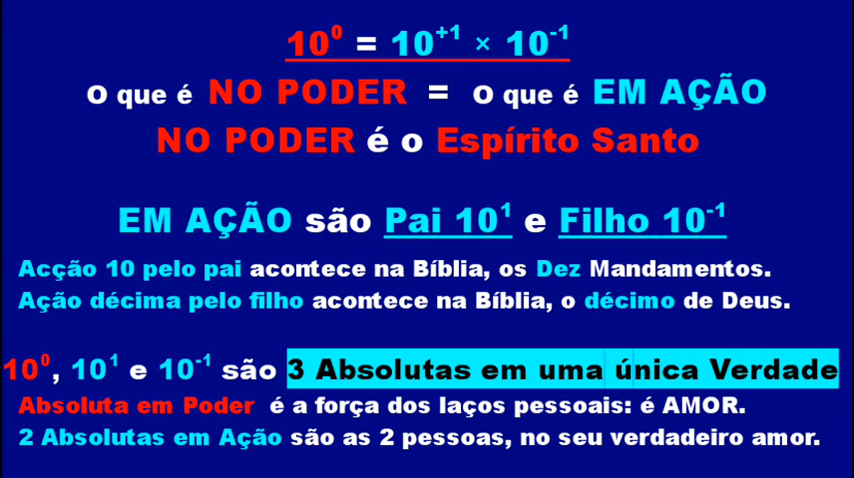 10⁰ = 10⁺¹ × 10⁻¹
O que é NO PODER = O que é EM AÇÃO
NO PODER é o Espírito Santo
EM AÇÃO são Pai 10¹ e Filho 10⁻¹
Acção 10 pelo pai acontece na Bíblia, os Dez Mandamentos.
Ação décima pelo filho acontece na Bíblia, o décimo de Deus.
10⁰, 10¹ e 10⁻¹ são 3 Absolutas em uma única Verdade
Absoluta em Poder é a força dos laços pessoais: é AMOR.
2 Absolutas em Ação são as 2 pessoas, no seu verdadeiro amor.